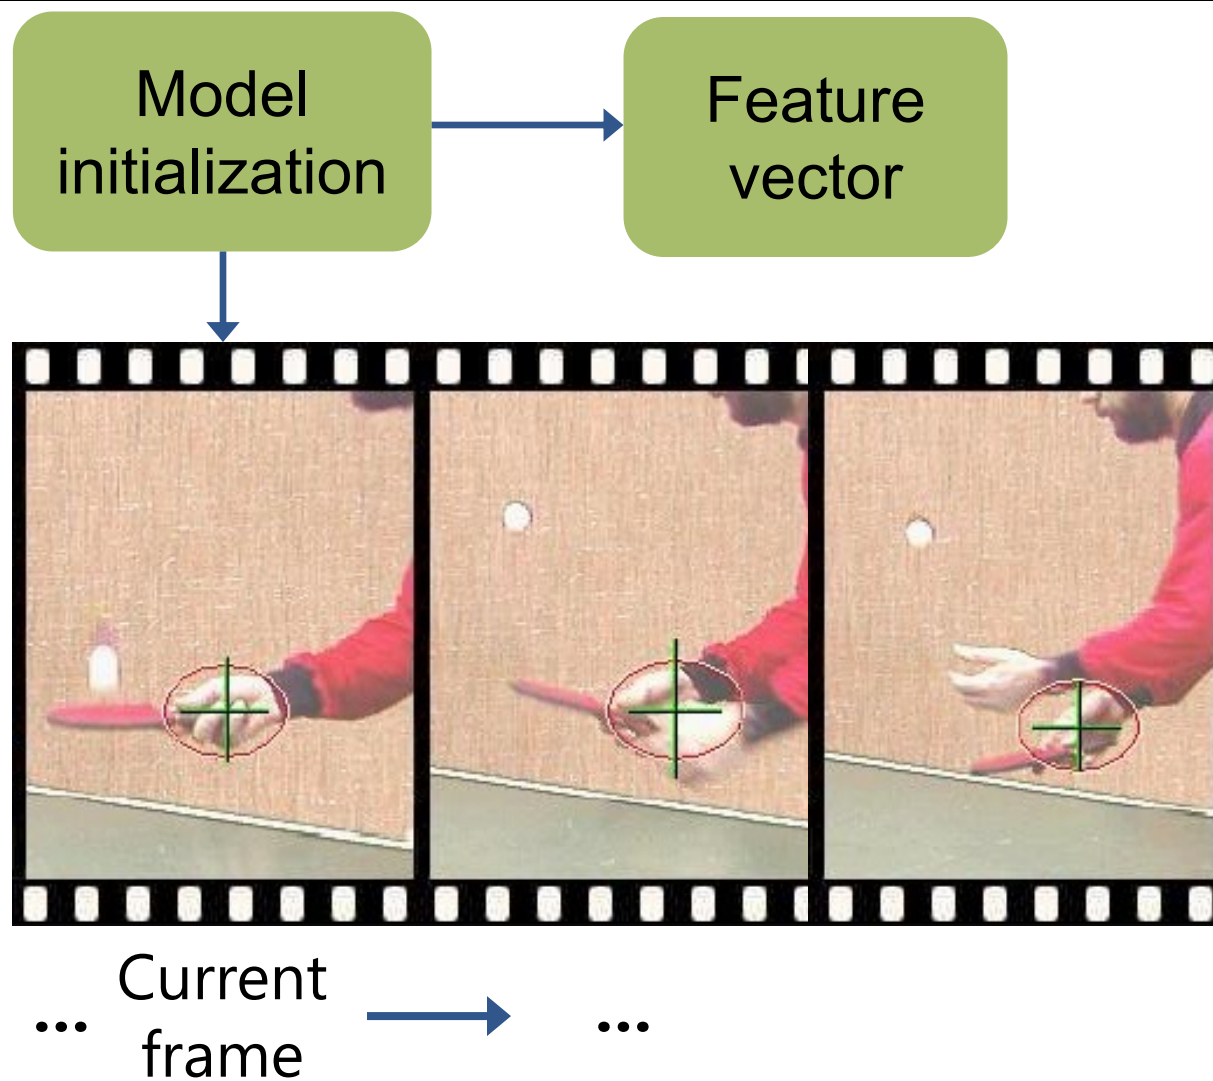 Model
initialization
Feature
vector
... Current
frame
...